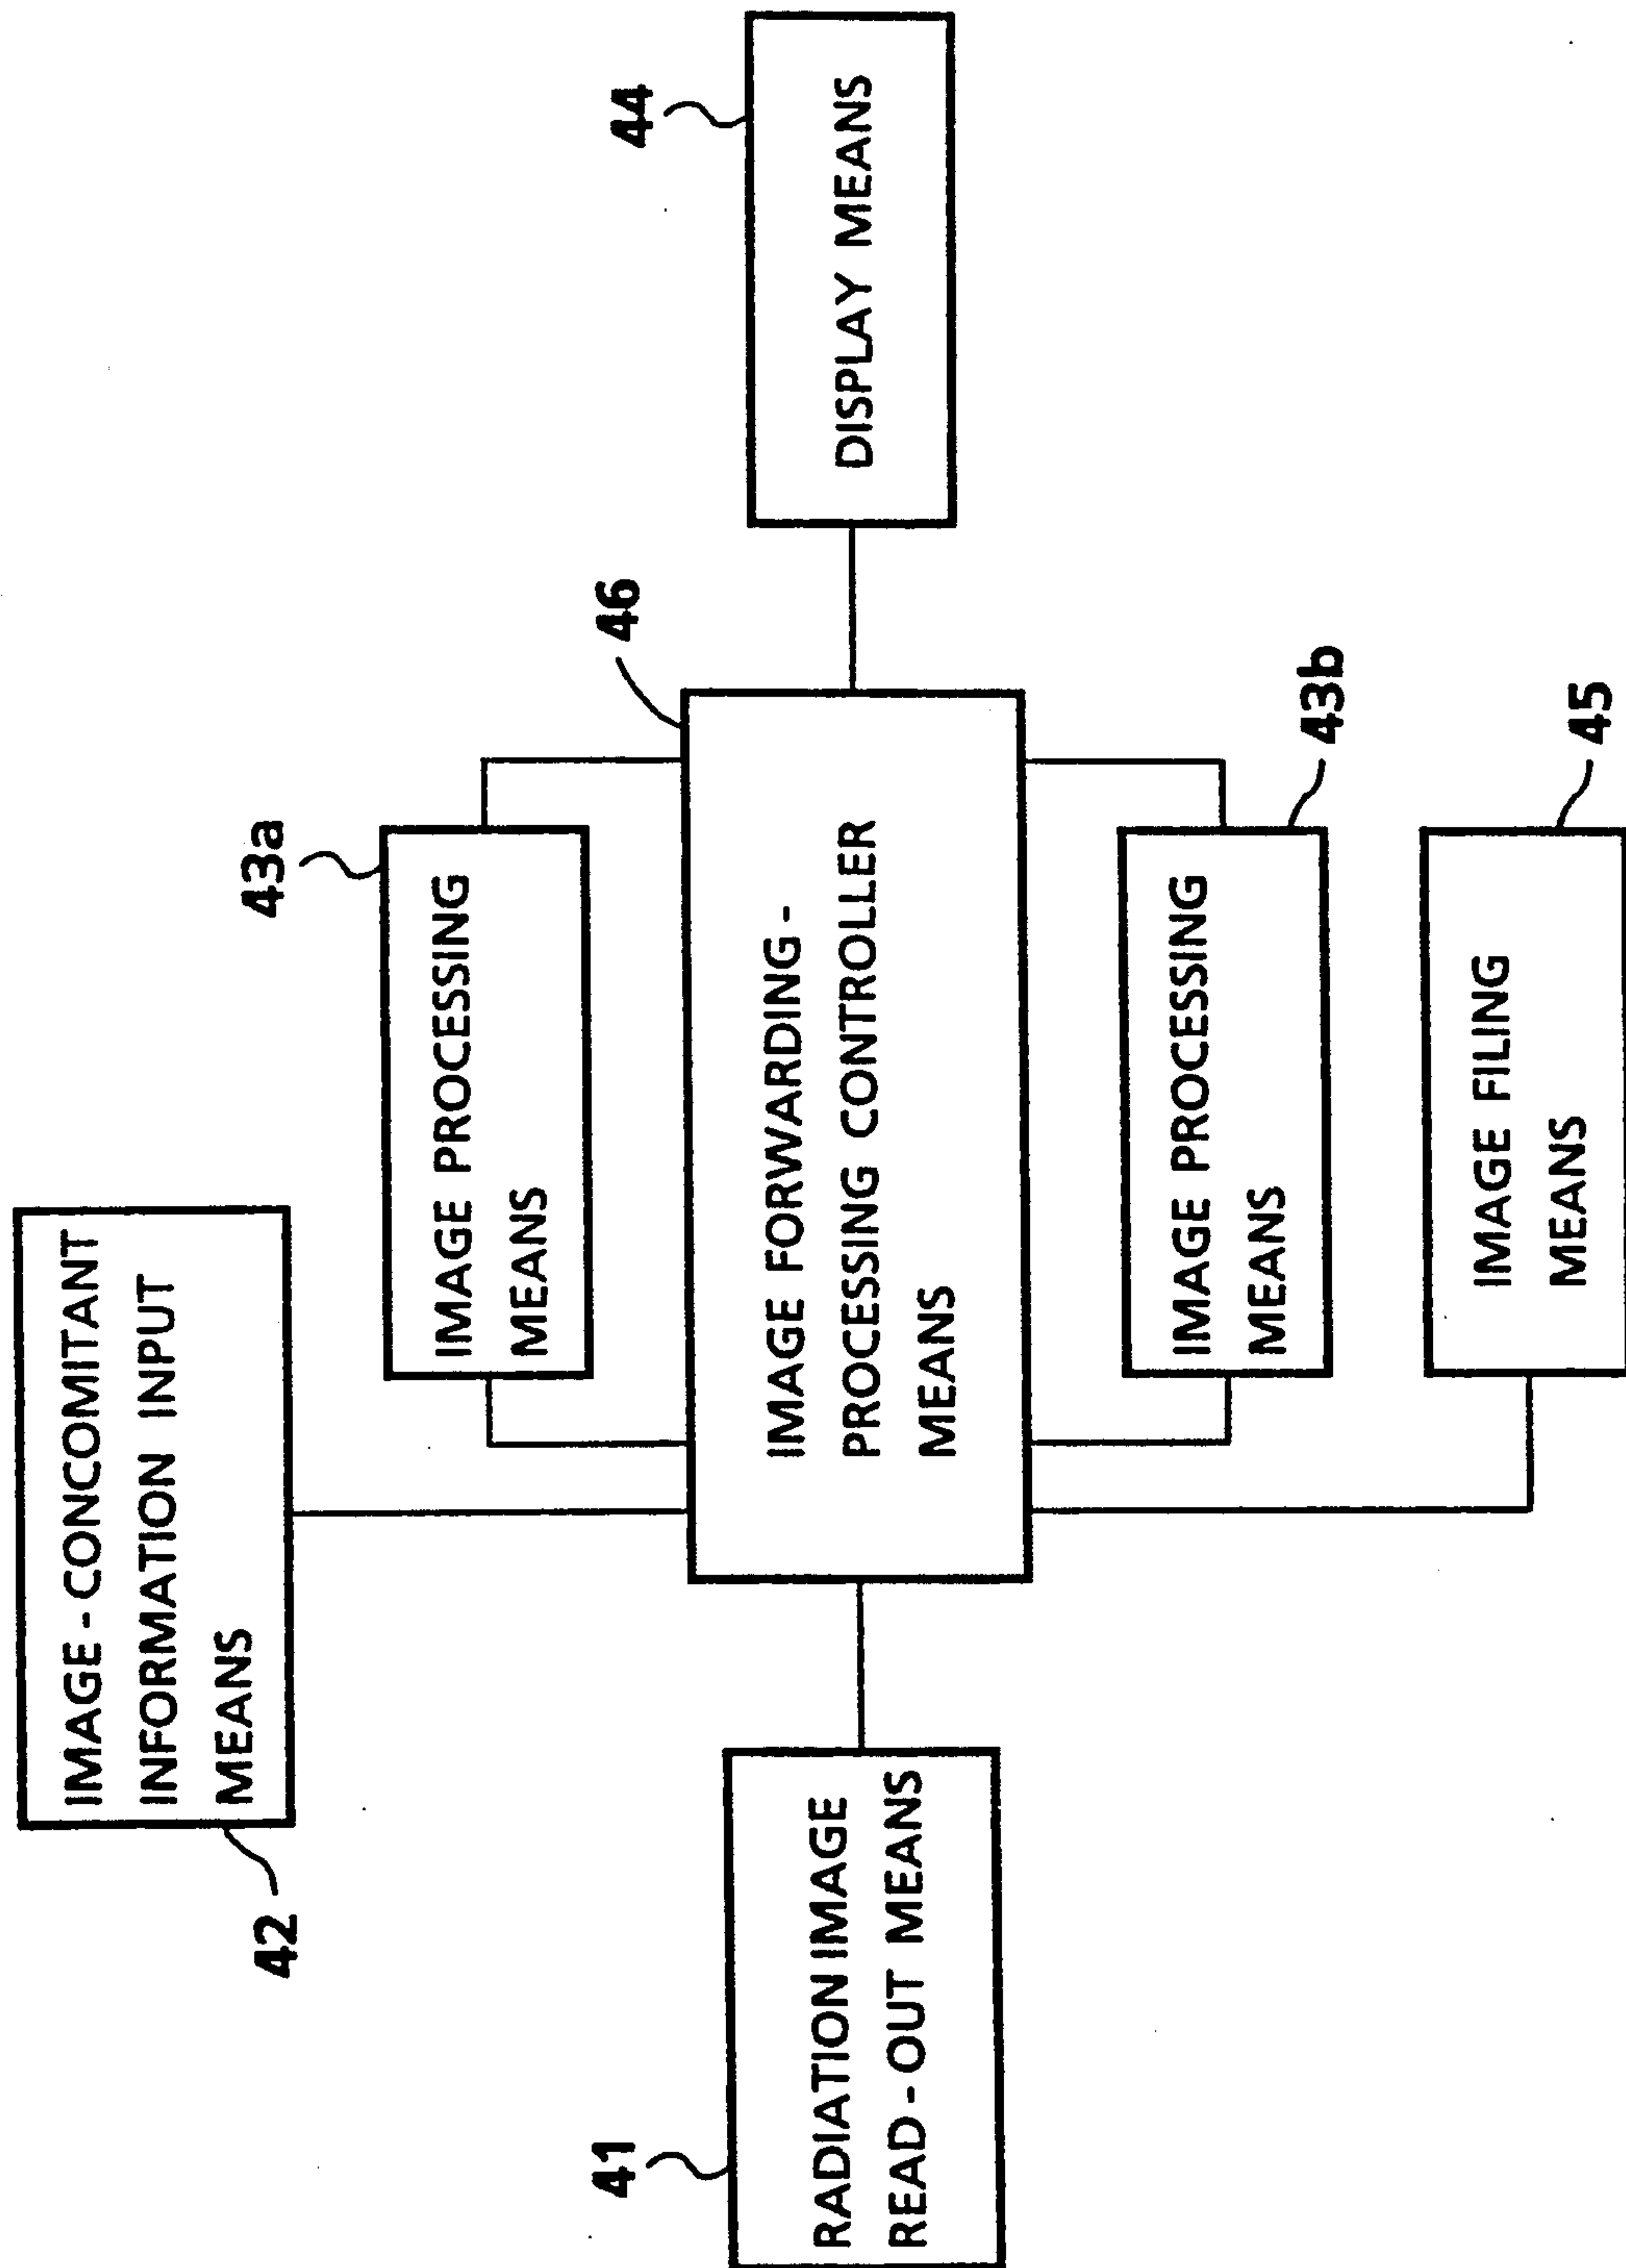 42
IMAGE - CONCOMITANT
INFORMATION INPUT
MEANS
43a
IMAGE PROCESSING
MEANS
41
RADIATION IMAGE
READ - OUT MEANS
46
IMAGE FORWARDING -
PROCESSING CONTROLLER
MEANS
44
DISPLAY MEANS
43b
IMAGE PROCESSING
MEANS
45
IMAGE FILING
MEANS